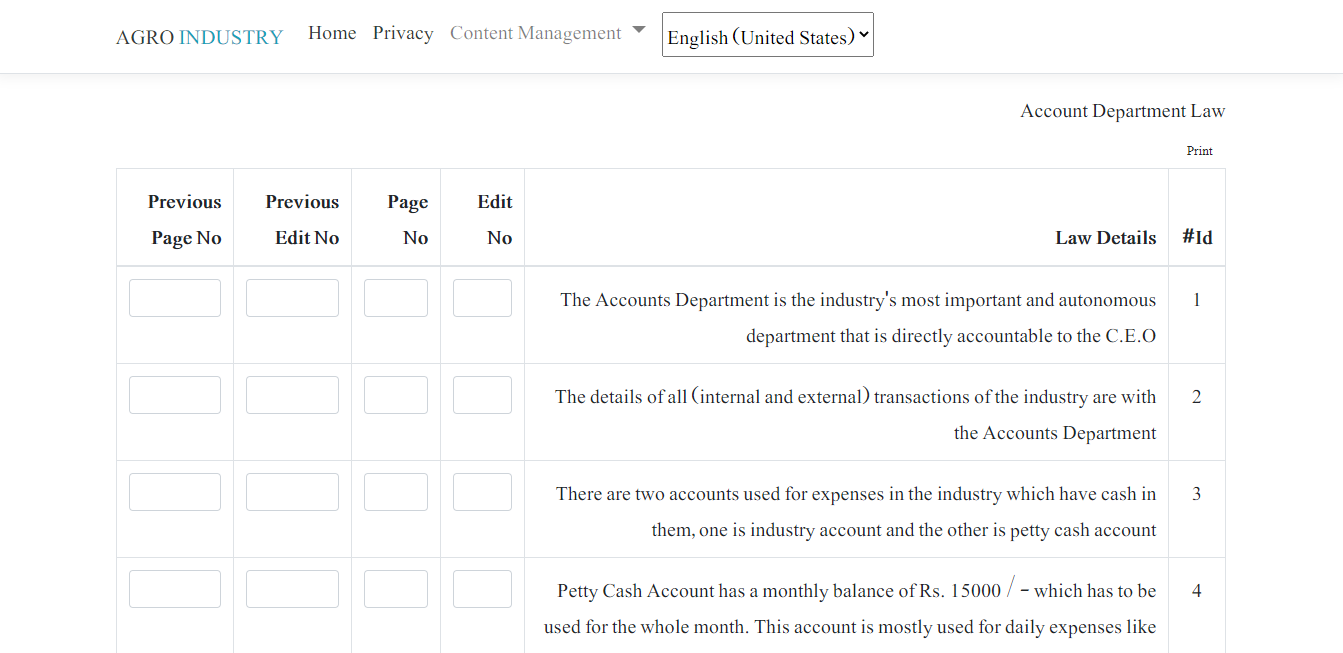 AGRO INDUSTRY Home Privacy Content Management English (United States)
Account Department Law
Print
Previous Page No Previous Edit No Page No Edit No Law Details #Id
The Accounts Department is the industry's most important and autonomous 1
department that is directly accountable to the C.E.O
The details of all (internal and external) transactions of the industry are with 2
the Accounts Department
There are two accounts used for expenses in the industry which have cash in 3
them, one is industry account and the other is petty cash account
Petty Cash Account has a monthly balance of Rs. 15000 / - which has to be 4
used for the whole month. This account is mostly used for daily expenses like